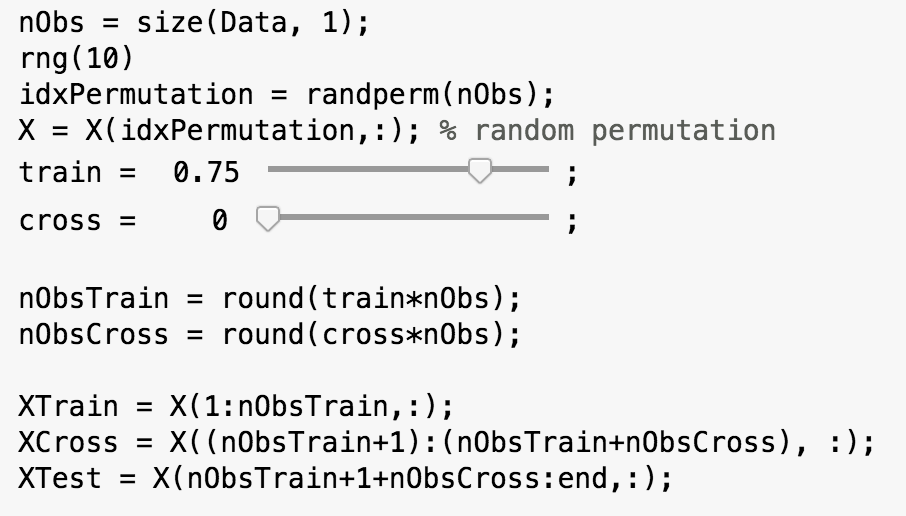 nObs = size(Data, 1);
rng(10)
idxPermutation = randperm(nObs);
X = X(idxPermutation,:); % random permutation
train = 0.75 ;
cross = 0 ;
nObsTrain = round(train*nObs);
nObsCross = round(cross*nObs);
XTrain = X(1:nObsTrain,:);
XCross = X((nObsTrain+1):(nObsTrain+nObsCross), :);
XTest = X(nObsTrain+1+nObsCross:end,:);